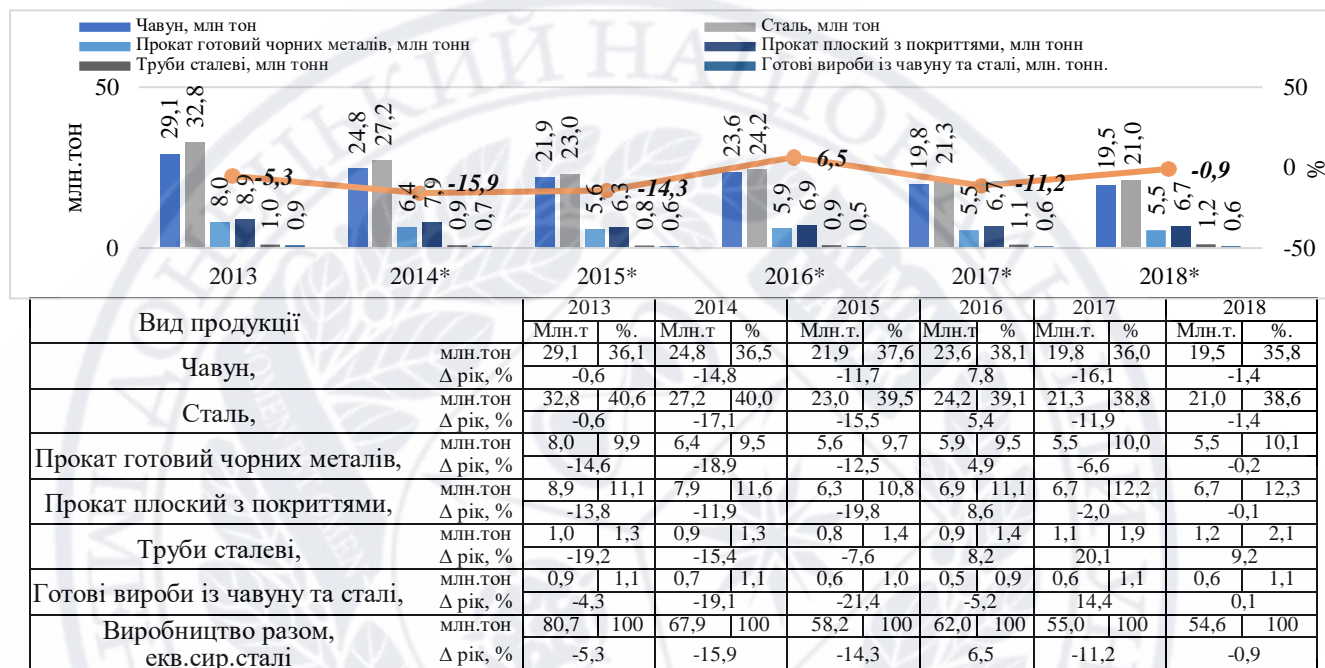 Чавун, млн тон
Сталь, млн тон
Прокат готовий чорних металів, млн тонн
Прокат плоский з покриттями, млн тонн
Труби сталеві, млн тонн
Готові вироби із чавуну та сталі, млн. тонн.
50
50
29,1 32,8 8,0 8,9 1,0 0,9
24,8 27,2 6,4 7,9 0,9 0,7
21,9 23,0 5,6 6,3 0,8 0,6
23,6 24,2 5,9 6,9 0,9 0,5
19,8 21,3 5,5 6,7 1,1 0,6
19,5 21,0 5,5 6,7 1,2 0,6
-5,3 -15,9 -14,3 6,5 -11,2 -0,9
млн.тон
0
%
0
-50
2013 2014* 2015* 2016* 2017* 2018*
Вид продукції 2013 2014 2015 2016 2017 2018
Млн.т %. Млн.т % Млн.т. % Млн.т % Млн.т. % Млн.т. %.
Чавун, млн.тон 29,1 36,1 24,8 36,5 21,9 37,6 23,6 38,1 19,8 36,0 19,5 35,8
Δ рік, % -0,6 -14,8 -11,7 7,8 -16,1 -1,4
Сталь, млн.тон 32,8 40,6 27,2 40,0 23,0 39,5 24,2 39,1 21,3 38,8 21,0 38,6
Δ рік, % -0,6 -17,1 -15,5 5,4 -11,9 -1,4
Прокат готовий чорних металів, млн.тон 8,0 9,9 6,4 9,5 5,6 9,7 5,9 9,5 5,5 10,0 5,5 10,1
Δ рік, % -14,6 -18,9 -12,5 4,9 -6,6 -0,2
Прокат плоский з покриттями, млн.тон 8,9 11,1 7,9 11,6 6,3 10,8 6,9 11,1 6,7 12,2 6,7 12,3
Δ рік, % -13,8 -11,9 -19,8 8,6 -2,0 -0,1
Труби сталеві, млн.тон 1,0 1,3 0,9 1,3 0,8 1,4 0,9 1,4 1,1 1,9 1,2 2,1
Δ рік, % -19,2 -15,4 -7,6 8,2 20,1 9,2
Готові вироби із чавуну та сталі, млн.тон 0,9 1,1 0,7 1,1 0,6 1,0 0,5 0,9 0,6 1,1 0,6 1,1
Δ рік, % -4,3 -19,1 -21,4 -5,2 14,4 0,1
Виробництво разом, млн.тон 80,7 100 67,9 100 58,2 100 62,0 100 55,0 100 54,6 100
екв.сир.сталі Δ рік, % -5,3 -15,9 -14,3 6,5 -11,2 -0,9